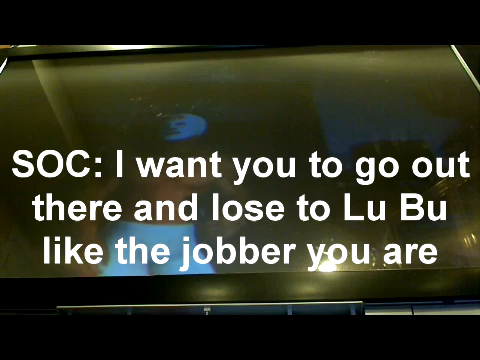 SOC: I want you to go out
there and lose to Lu Bu
like the jobber you are